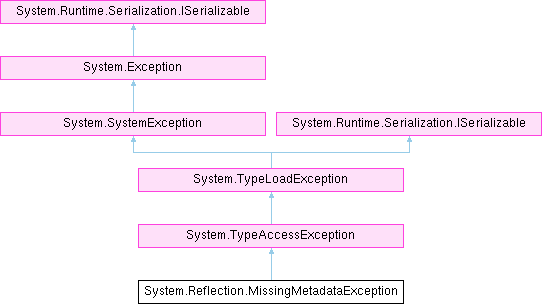 System.Runtime.Serialization.ISerializable
System.Exception
System.SystemException
System.Runtime.Serialization.ISerializable
System.TypeLoadException
System.TypeAccessException
System.Reflection.MissingMetadataException